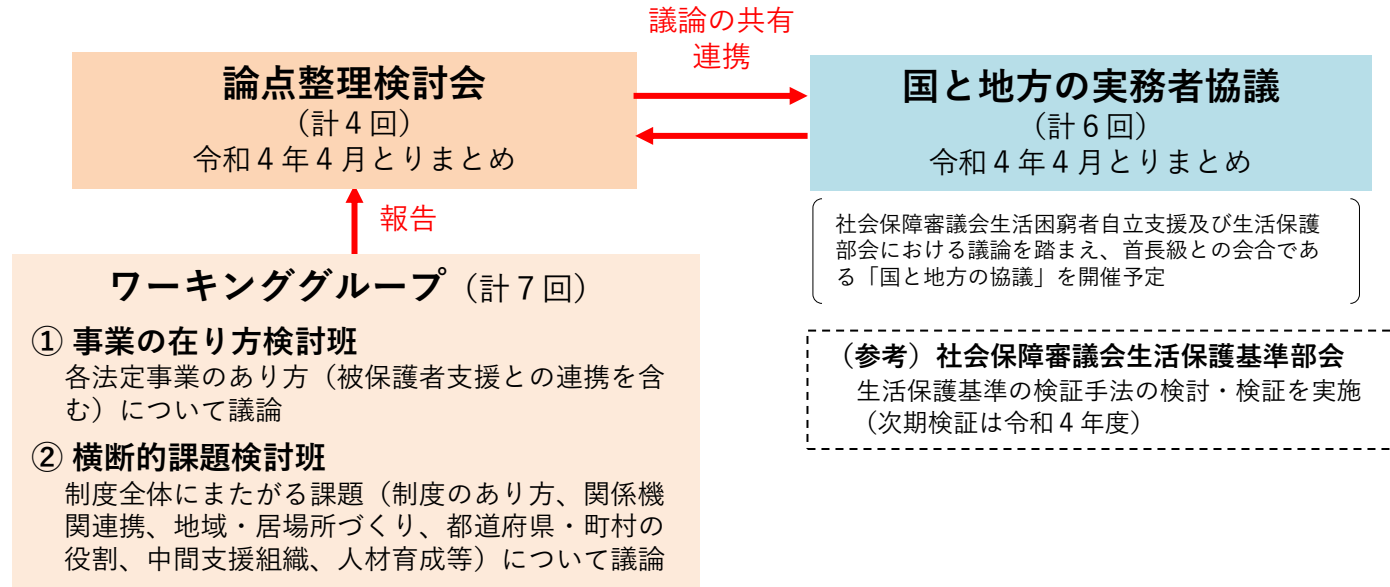 議論の共有
連携
論点整理検討会
（計４回）
令和４年４月とりまとめ
国と地方の実務者協議
（計６回）
令和４年４月とりまとめ
報告
社会保障審議会生活困窮者自立支援及び生活保護
部会における議論を踏まえ、首長級との会合であ
る「国と地方の協議」を開催予定
ワーキンググループ（計７回）
① 事業の在り方検討班
各法定事業のあり方（被保護者支援との連携を含
む）について議論
② 横断的課題検討班
制度全体にまたがる課題（制度のあり方、関係機
関連携、地域・居場所づくり、都道府県・町村の
役割、中間支援組織、人材育成等）について議論
（参考）社会保障審議会生活保護基準部会
生活保護基準の検証手法の検討・検証を実施
（次期検証は令和４年度）